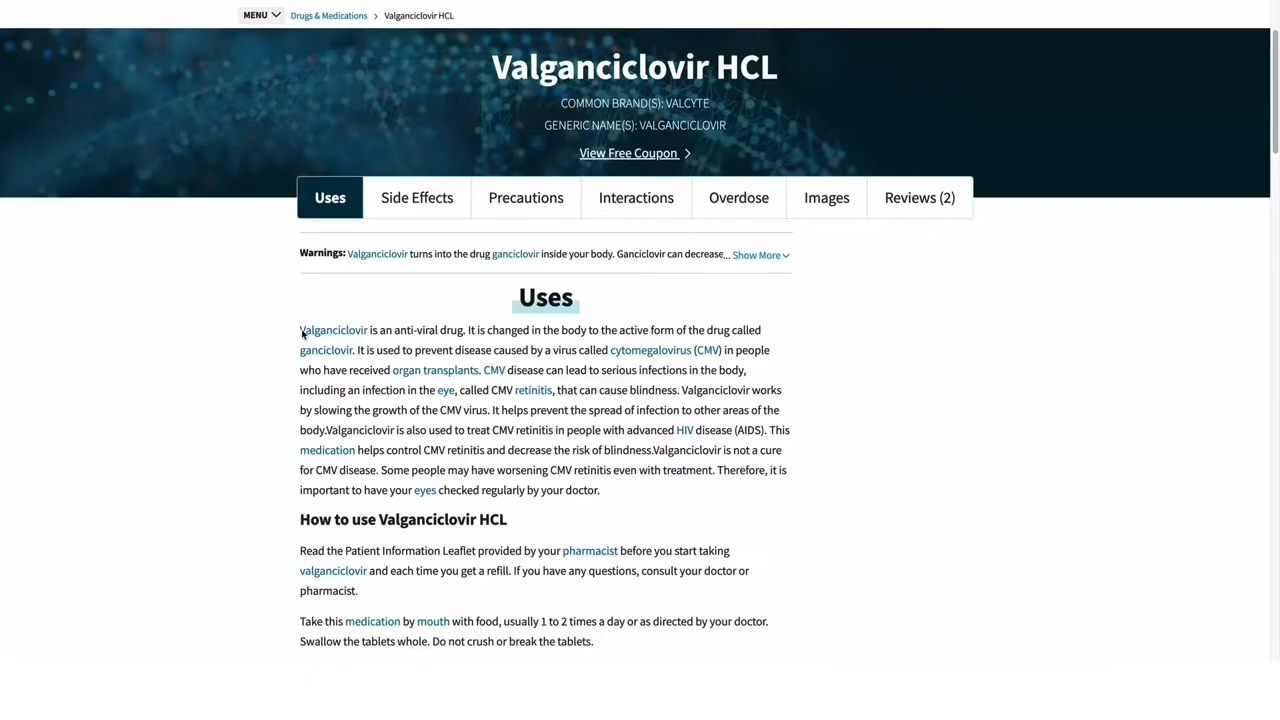 MENU Drugs & Medications > Valganciclovir HCL
Valganciclovir HCL
COMMON BRAND(S): VALCYTE
GENERIC NAME(S): VALGANCICLOVIR
View Free Coupon >
Uses Side Effects Precautions Interactions Overdose Images Reviews (2)
Warnings: Valganciclovir turns into the drug ganciclovir inside your body. Ganciclovir can decrease... Show More
Uses
Valganciclovir is an anti-viral drug. It is changed in the body to the active form of the drug called
ganciclovir. It is used to prevent disease caused by a virus called cytomegalovirus (CMV) in people
who have received organ transplants. CMV disease can lead to serious infections in the body,
including an infection in the eye, called CMV retinitis, that can cause blindness. Valganciclovir works
by slowing the growth of the CMV virus. It helps prevent the spread of infection to other areas of the
body.Valganciclovir is also used to treat CMV retinitis in people with advanced HIV disease (AIDS). This
medication helps control CMV retinitis and decrease the risk of blindness.Valganciclovir is not a cure
for CMV disease. Some people may have worsening CMV retinitis even with treatment. Therefore, it is
important to have your eyes checked regularly by your doctor.
How to use Valganciclovir HCL
Read the Patient Information Leaflet provided by your pharmacist before you start taking
valganciclovir and each time you get a refill. If you have any questions, consult your doctor or
pharmacist.
Take this medication by mouth with food, usually 1 to 2 times a day or as directed by your doctor.
Swallow the tablets whole. Do not crush or break the tablets.